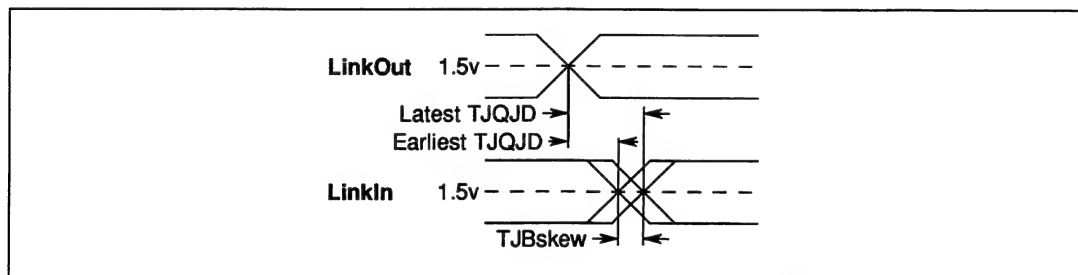 LinkOut 1.5v
Latest TJQJD
Earliest TJQJD
LinkIn 1.5v
TJBskew